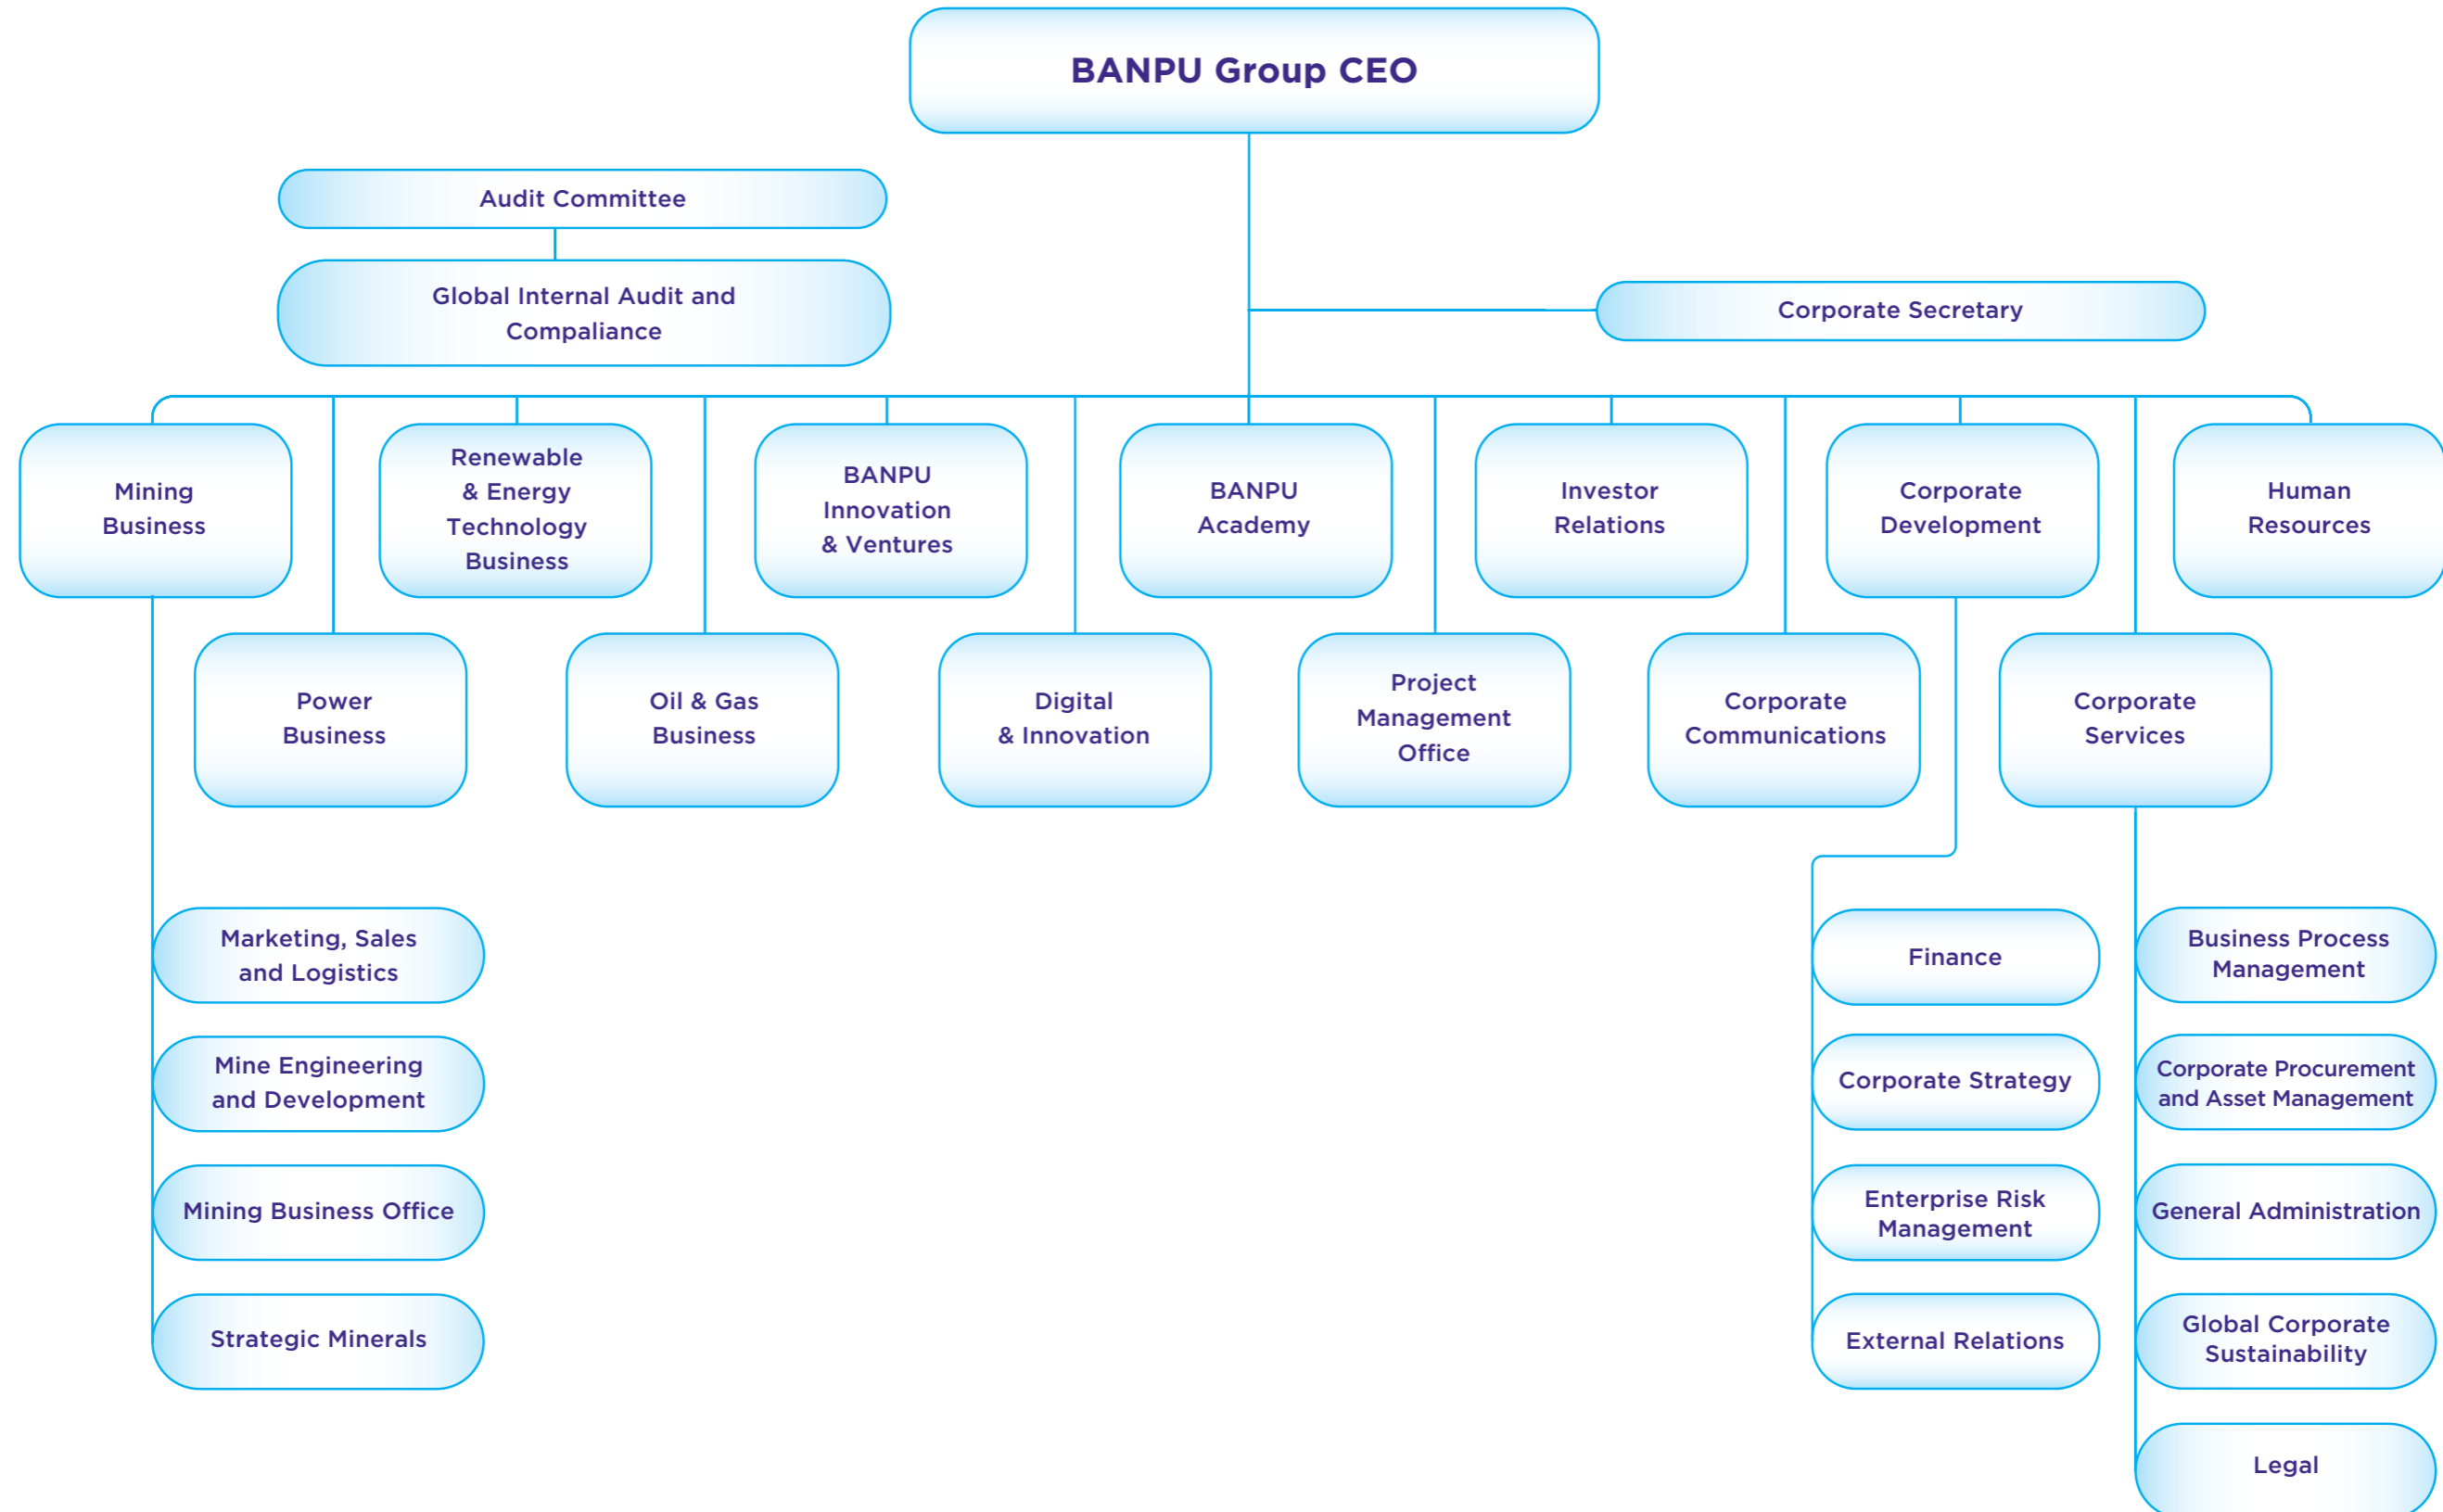 BANPU Group CEO
Audit Committee
Global Internal Audit and
Compaliance
Corporate Secretary
Mining
Business
Renewable
& Energy
Technology
Business
BANPU
Innovation
& Ventures
BANPU
Academy
Investor
Relations
Corporate
Development
Human
Resources
Power
Business
Oil & Gas
Business
Digital
& Innovation
Project
Management
Office
Corporate
Communications
Corporate
Services
Marketing, Sales
and Logistics
Mine Engineering
and Development
Mining Business Office
Strategic Minerals
Finance
Corporate Strategy
Enterprise Risk
Management
External Relations
Business Process
Management
Corporate Procurement
and Asset Management
General Administration
Global Corporate
Sustainability
Legal